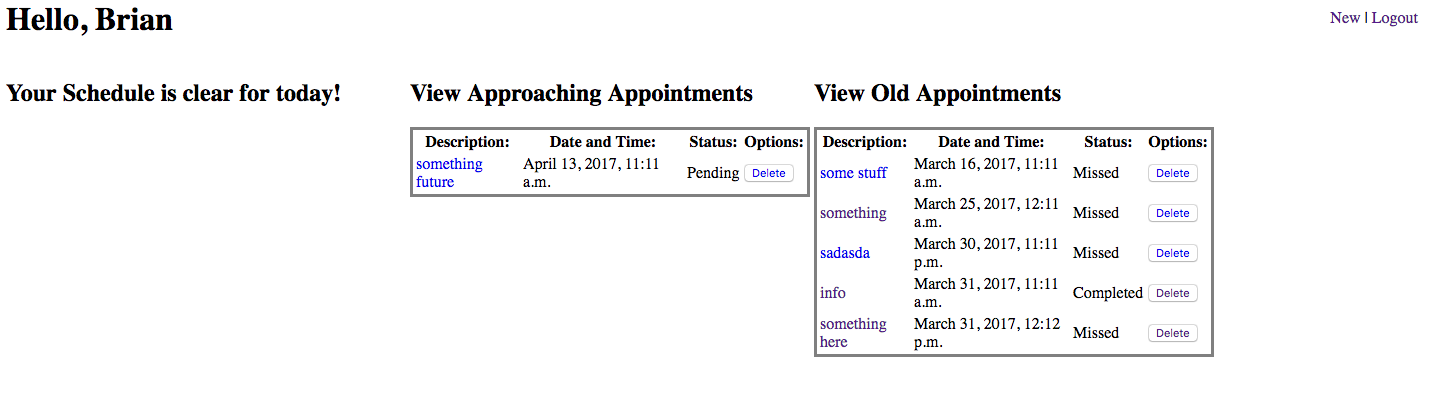 Hello, Brian
New | Logout
Your Schedule is clear for today!
View Approaching Appointments
Description: Date and Time: Status: Options:
something future April 13, 2017, 11:11 a.m. Pending Delete
View Old Appointments
Description: Date and Time: Status: Options:
some stuff March 16, 2017, 11:11 a.m. Missed Delete
something March 25, 2017, 12:11 a.m. Missed Delete
sadasda March 30, 2017, 11:11 p.m. Missed Delete
info March 31, 2017, 11:11 a.m. Completed Delete
something here March 31, 2017, 12:12 p.m. Missed Delete